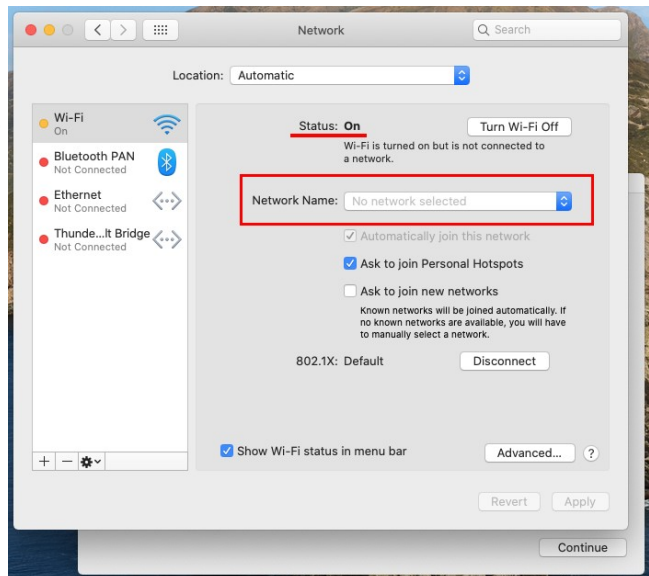 Network
Search
Location: Automatic
Wi-Fi
On
Bluetooth PAN
Not Connected
Ethernet
Not Connected
Thunde...lt Bridge
Not Connected
Status: On
Turn Wi-Fi Off
Wi-Fi is turned on but is not connected to
a network.
Network Name: No network selected
Automatically join this network
Ask to join Personal Hotspots
Ask to join new networks
Known networks will be joined automatically. If
no known networks are available, you will have
to manually select a network.
802.1X: Default
Disconnect
Show Wi-Fi status in menu bar
Advanced...
?
Revert
Apply
Continue